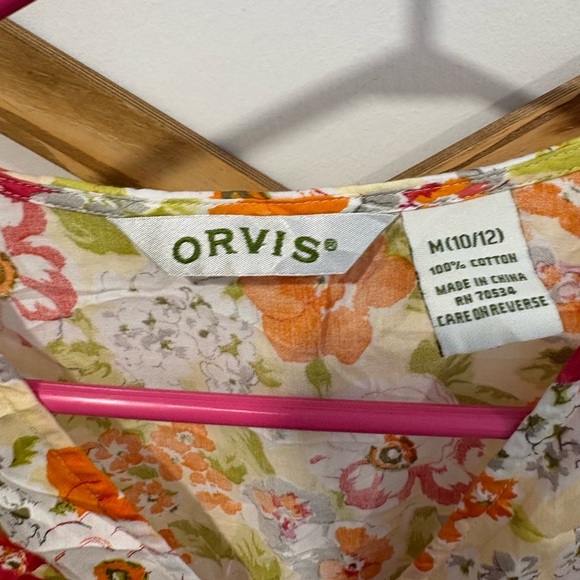 ORVIS®
M(10/12)
100% COTTON
MADE IN CHINA
RN 70534
CARE ON REVERSE